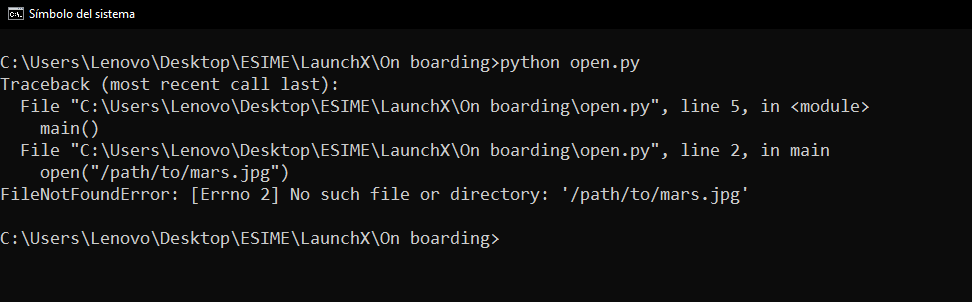 Símbolo del sistema
C:\Users\Lenovo\Desktop\ESIME\LaunchX\On boarding>python open.py
Traceback (most recent call last):
  File "C:\Users\Lenovo\Desktop\ESIME\LaunchX\On boarding\open.py", line 5, in <module>
    main()
  File "C:\Users\Lenovo\Desktop\ESIME\LaunchX\On boarding\open.py", line 2, in main
    open("/path/to/mars.jpg")
FileNotFoundError: [Errno 2] No such file or directory: '/path/to/mars.jpg'
C:\Users\Lenovo\Desktop\ESIME\LaunchX\On boarding>